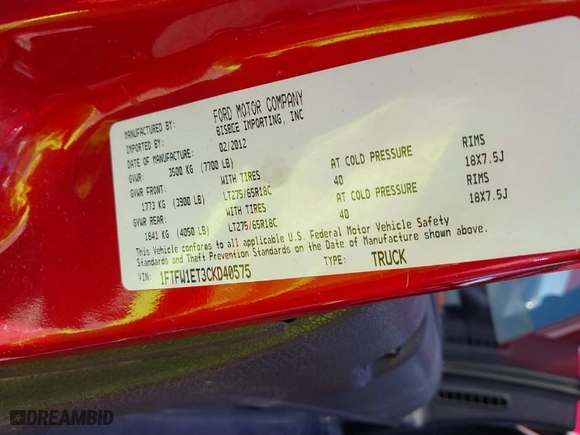 MANUFACTURED BY: FORD MOTOR COMPANY
IMPORTED BY: BISBEE IMPORTING, INC
DATE OF MANUFACTURE: 02/2012
GVWR: 3500 KG (7700 LB)
GVWR FRONT: WITH TIRES AT COLD PRESSURE RIMS
1773 KG (3900 LB) LT275/65R18C 40 18X7.5J
GVWR REAR: WITH TIRES AT COLD PRESSURE RIMS
1841 KG (4050 LB) LT275/65R18C 40 18X7.5J
This Vehicle conforms to all applicable U.S. Federal Motor Vehicle Safety
Standards and Theft Prevention Standards on the Date of Manufacture shown above.
VIN: 1FTFW1ET3CKD40575 TYPE: TRUCK
DREAMBID